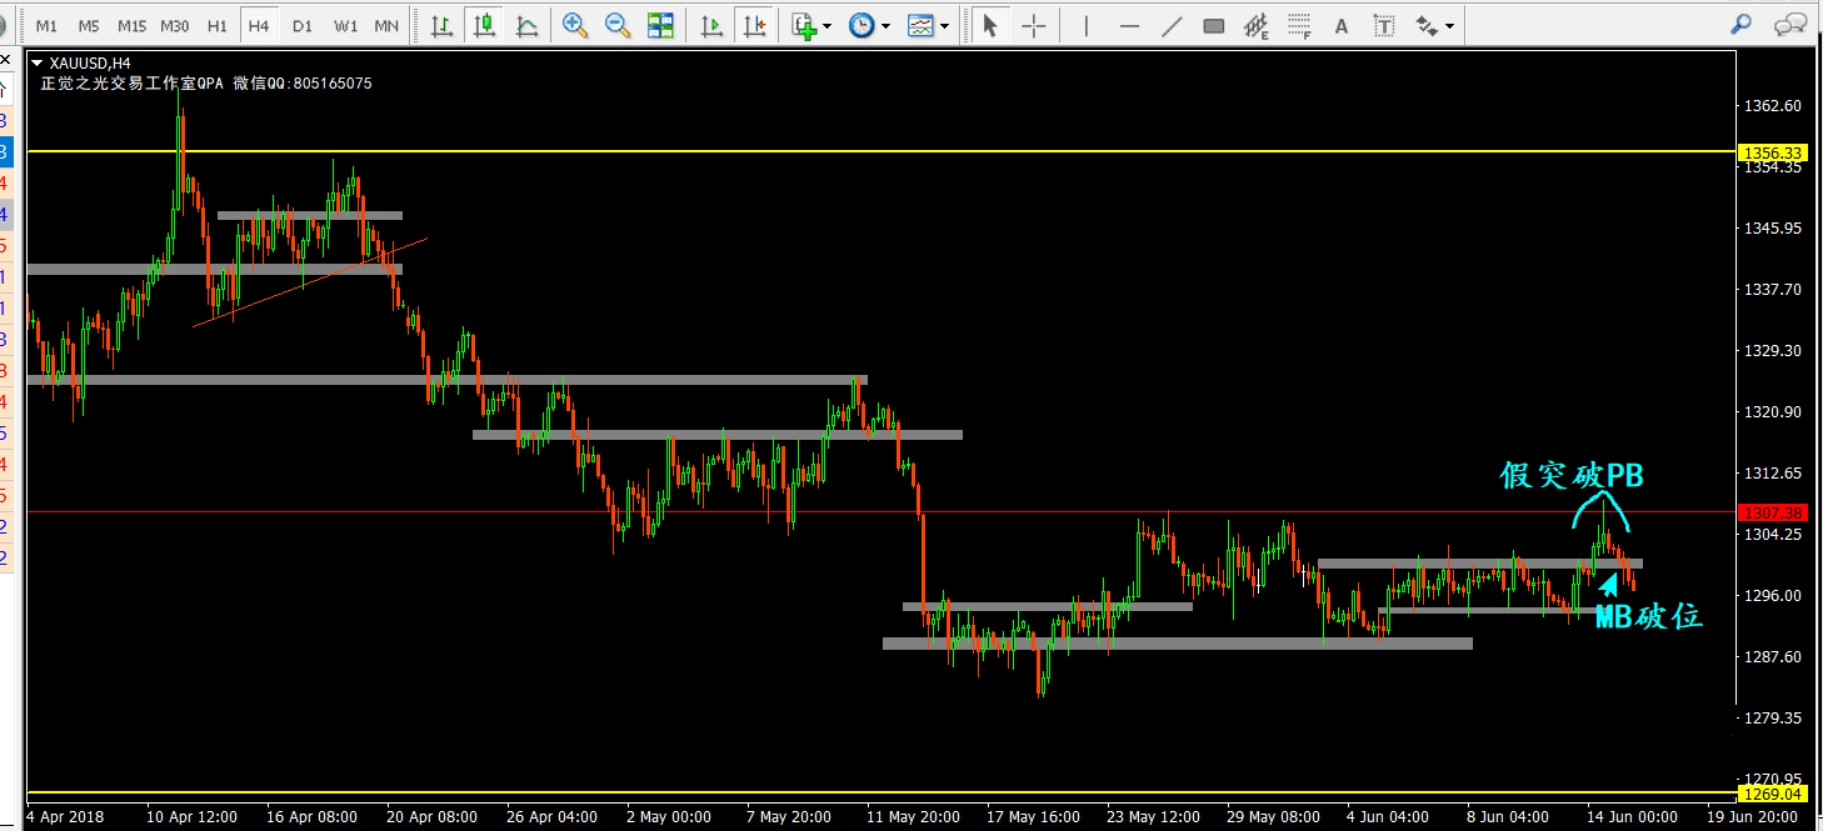 M1 M5 M15 M30 H1 H4 D1 W1 MN E F A T
XAUUSD,H4
正觉之光交易工作室QPA 微信QQ:805165075
1362.60
1356.33
1354.35
1345.95
1337.70
1329.30
1320.90
1312.65
假突破PB
1307.38
1304.25
1296.00
MB破位
1287.60
1279.35
1270.95
1269.04
4 Apr 2018 10 Apr 12:00 16 Apr 08:00 20 Apr 08:00 26 Apr 04:00 2 May 00:00 7 May 20:00 11 May 20:00 17 May 16:00 23 May 12:00 29 May 08:00 4 Jun 04:00 8 Jun 04:00 14 Jun 00:00 19 Jun 20:00